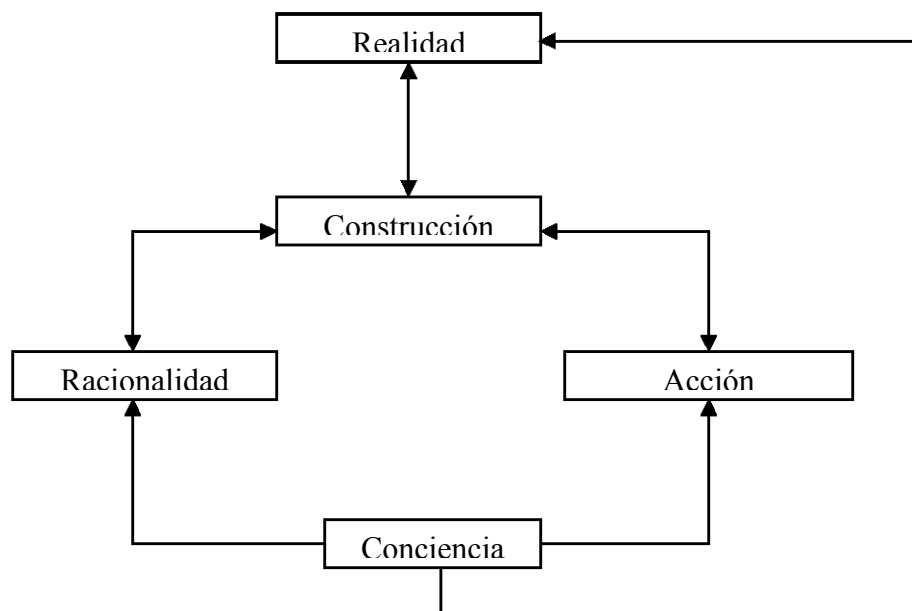 Realidad
Construcción
Racionalidad
Acción
Conciencia